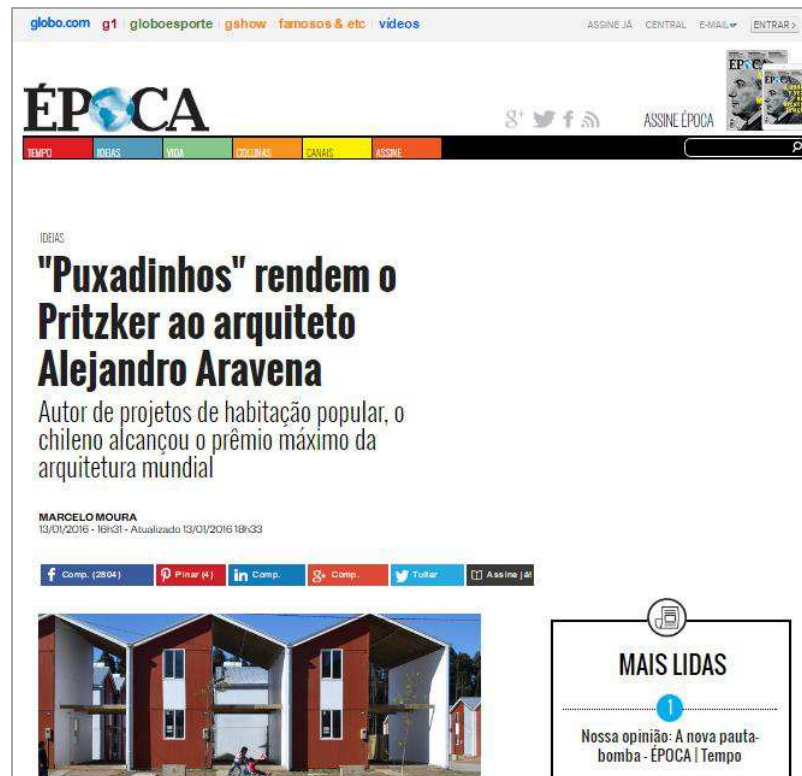 globo.com g1 globoesporte gshow famosos & etc vídeos ASSINE JÁ CENTRAL E-MAIL ENTRAR >
ÉPOCA
ASSINE ÉPOCA
TEMPO IDEIAS VIDA COLUNAS CANAIS ASSINE
IDEIAS
"Puxadinhos" rendem o
Pritzker ao arquiteto
Alejandro Aravena
Autor de projetos de habitação popular, o
chileno alcançou o prêmio máximo da
arquitetura mundial
MARCELO MOURA
13/01/2016 - 16h31 - Atualizado 13/01/2016 18h33
Comp. (2804) Pinar (4) in Comp. g+ Comp. Tuitar Assine já!
MAIS LIDAS
1
Nossa opinião: A nova pauta-
bomba - ÉPOCA | Tempo